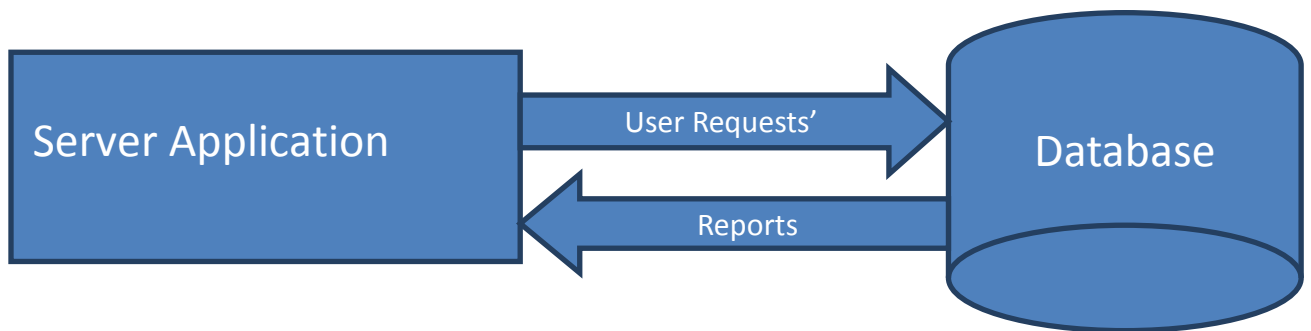 Server Application
User Requests’
Database
Reports